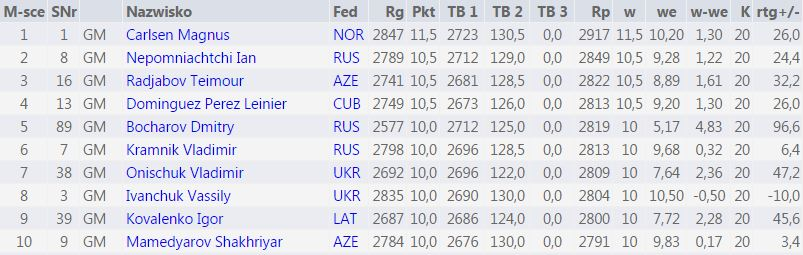 M-sce SNr Nazwisko Fed Rg Pkt TB 1 TB 2 TB 3 Rp w we w-we K rtg+/-
1 1 GM Carlsen Magnus NOR 2847 11,5 2723 130,5 0,0 2917 11,5 10,20 1,30 20 26,0
2 8 GM Nepomniachtchi Ian RUS 2789 10,5 2712 129,0 0,0 2849 10,5 9,28 1,22 20 24,4
3 16 GM Radjabov Teimour AZE 2741 10,5 2681 128,5 0,0 2822 10,5 8,89 1,61 20 32,2
4 13 GM Dominguez Perez Leinier CUB 2749 10,5 2673 126,0 0,0 2813 10,5 9,20 1,30 20 26,0
5 89 GM Bocharov Dmitry RUS 2577 10,0 2712 125,0 0,0 2819 10 5,17 4,83 20 96,6
6 7 GM Kramnik Vladimir RUS 2798 10,0 2696 128,5 0,0 2813 10 9,68 0,32 20 6,4
7 38 GM Onischuk Vladimir UKR 2692 10,0 2696 122,0 0,0 2809 10 7,64 2,36 20 47,2
8 3 GM Ivanchuk Vassily UKR 2835 10,0 2690 130,0 0,0 2804 10 10,50 -0,50 20 -10,0
9 39 GM Kovalenko Igor LAT 2687 10,0 2686 124,0 0,0 2800 10 7,72 2,28 20 45,6
10 9 GM Mamedyarov Shakhriyar AZE 2784 10,0 2676 130,0 0,0 2791 10 9,83 0,17 20 3,4